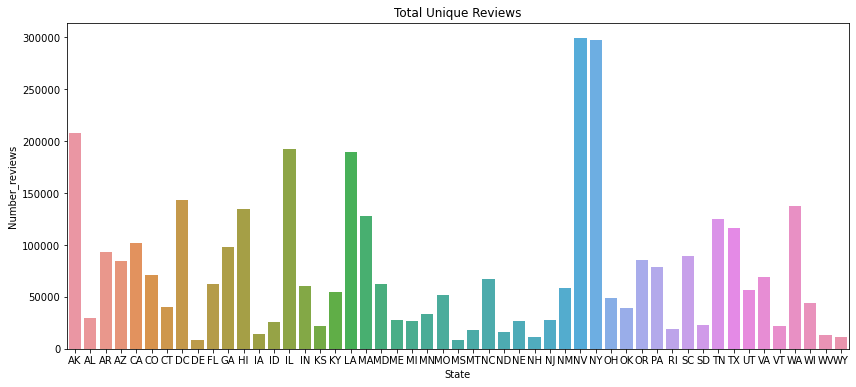 Total Unique Reviews
Number_reviews
300000
250000
200000
150000
100000
50000
0
AK AL AR AZ CA CO CT DC DE FL GA HI IA ID IL IN KS KY LA MA MD ME MI MN MO MS MT NC ND NE NH NJ NM NV NY OH OK OR PA RI SC SD TN TX UT VA VT WA WI WV WY
State